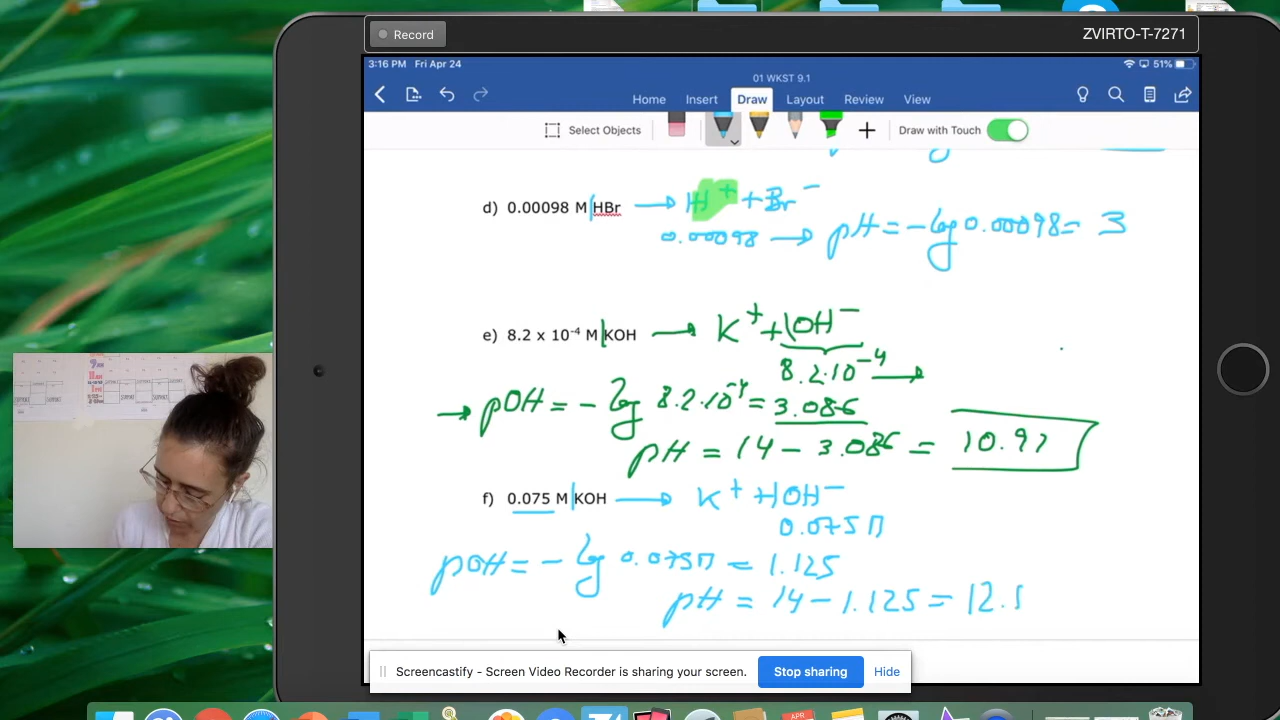 Record
ZVIRTO-T-7271
3:16 PM Fri Apr 24
51%
01 WKST 9.1
Home Insert Draw Layout Review View
Select Objects
Draw with Touch
d) 0.00098 M HBr → H⁺ + Br⁻
0.00098 → pH = - log 0.00098 = 3
e) 8.2 x 10⁻⁴ M KOH → K⁺ + OH⁻
8.2·10⁻⁴ →
→ pOH = - log 8.2·10⁻⁴ = 3.086
pH = 14 - 3.086 = 10.91
f) 0.075 M KOH → K⁺ + OH⁻
0.075 M
pOH = - log 0.075 M = 1.125
pH = 14 - 1.125 = 12.
Screencastify - Screen Video Recorder is sharing your screen.
Stop sharing
Hide